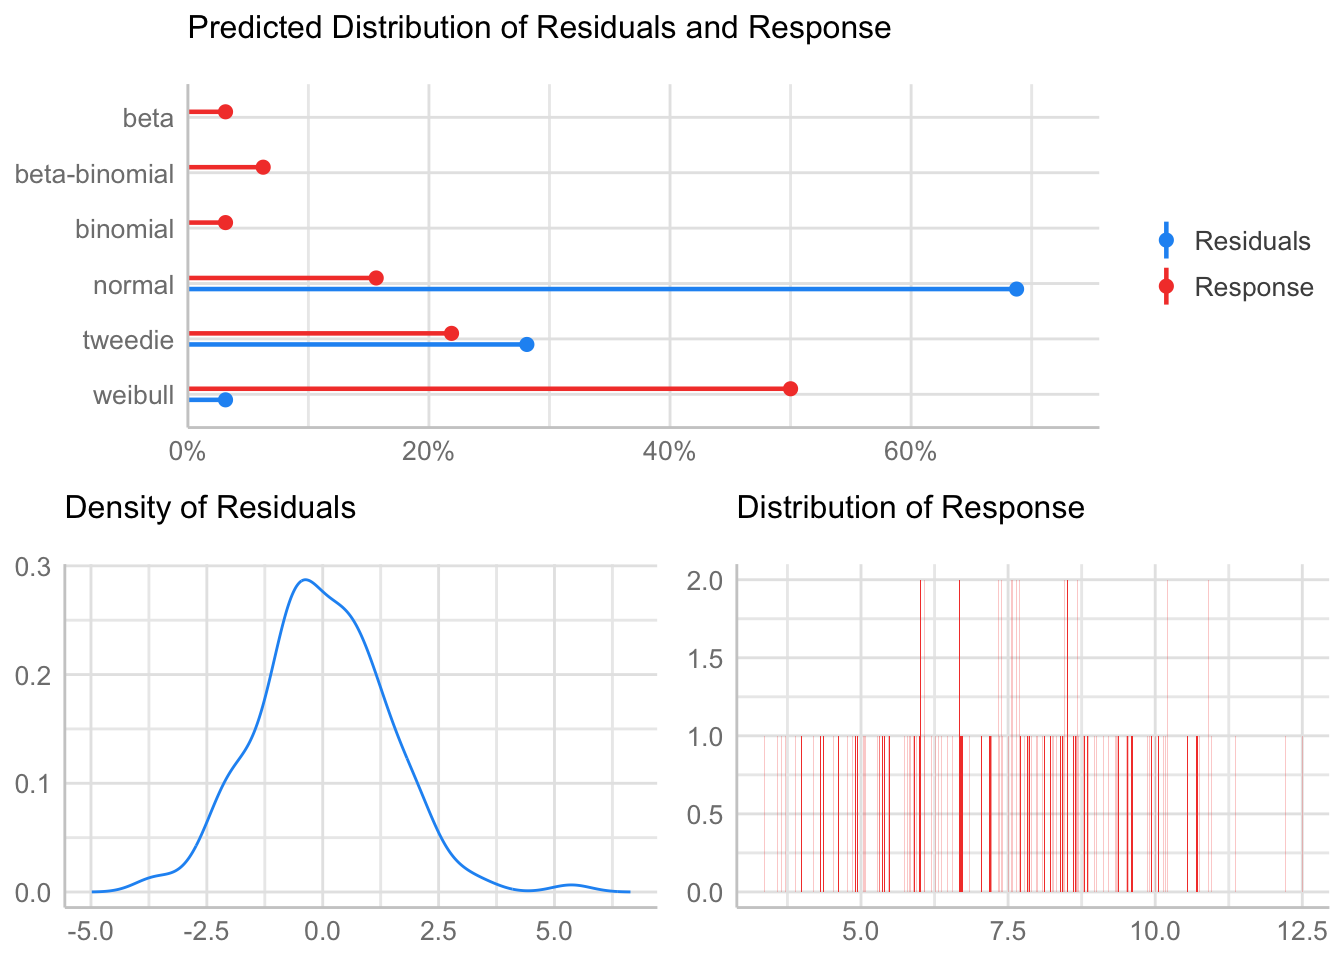 Predicted Distribution of Residuals and Response
beta
beta-binomial
binomial
normal
tweedie
weibull
0% 20% 40% 60%
Residuals
Response
Density of Residuals
0.3
0.2
0.1
0.0
-5.0 -2.5 0.0 2.5 5.0
Distribution of Response
2.0
1.5
1.0
0.5
0.0
5.0 7.5 10.0 12.5